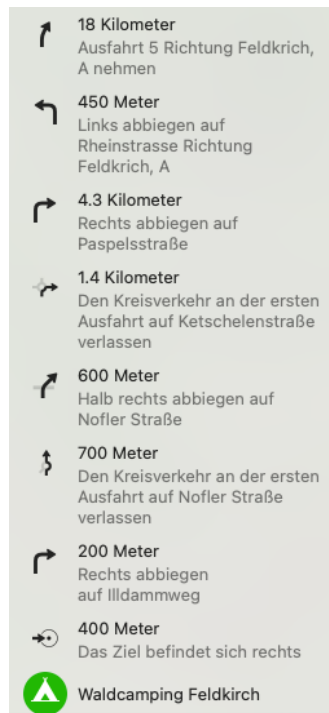 18 Kilometer
Ausfahrt 5 Richtung Feldkrich,
A nehmen
450 Meter
Links abbiegen auf
Rheinstrasse Richtung
Feldkrich, A
4.3 Kilometer
Rechts abbiegen auf
Paspelsstraße
1.4 Kilometer
Den Kreisverkehr an der ersten
Ausfahrt auf Ketschelenstraße
verlassen
600 Meter
Halb rechts abbiegen auf
Nofler Straße
700 Meter
Den Kreisverkehr an der ersten
Ausfahrt auf Nofler Straße
verlassen
200 Meter
Rechts abbiegen
auf Illdammweg
400 Meter
Das Ziel befindet sich rechts
Waldcamping Feldkirch